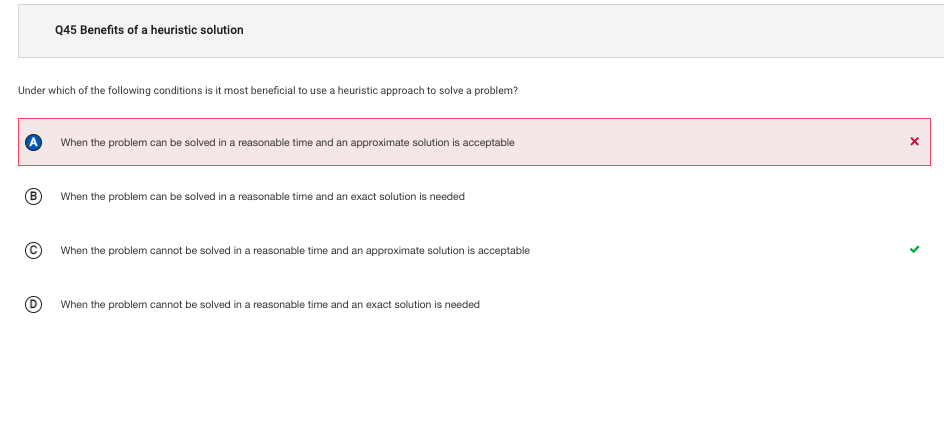 Q45 Benefits of a heuristic solution
Under which of the following conditions is it most beneficial to use a heuristic approach to solve a problem?
A When the problem can be solved in a reasonable time and an approximate solution is acceptable
B When the problem can be solved in a reasonable time and an exact solution is needed
C When the problem cannot be solved in a reasonable time and an approximate solution is acceptable
D When the problem cannot be solved in a reasonable time and an exact solution is needed